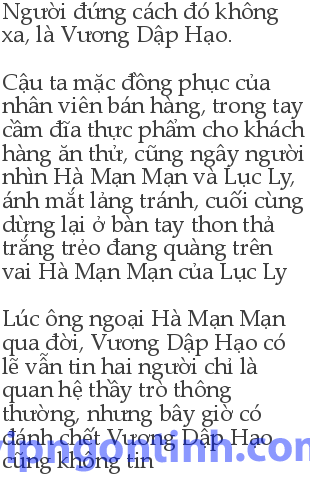 Người đứng cách đó không
xa, là Vương Dập Hạo.
Cậu ta mặc đồng phục của
nhân viên bán hàng, trong tay
cầm đĩa thực phẩm cho khách
hàng ăn thử, cũng ngây người
nhìn Hà Mạn Mạn và Lục Ly,
ánh mắt lảng tránh, cuối cùng
dừng lại ở bàn tay thon thả
trắng trẻo đang quàng trên
vai Hà Mạn Mạn của Lục Ly
Lúc ông ngoại Hà Mạn Mạn
qua đời, Vương Dập Hạo có
lẽ vẫn tin hai người chỉ là
quan hệ thầy trò thông
thường, nhưng bây giờ có
đánh chết Vương Dập Hạo
cũng không tin
vipngontinh.com